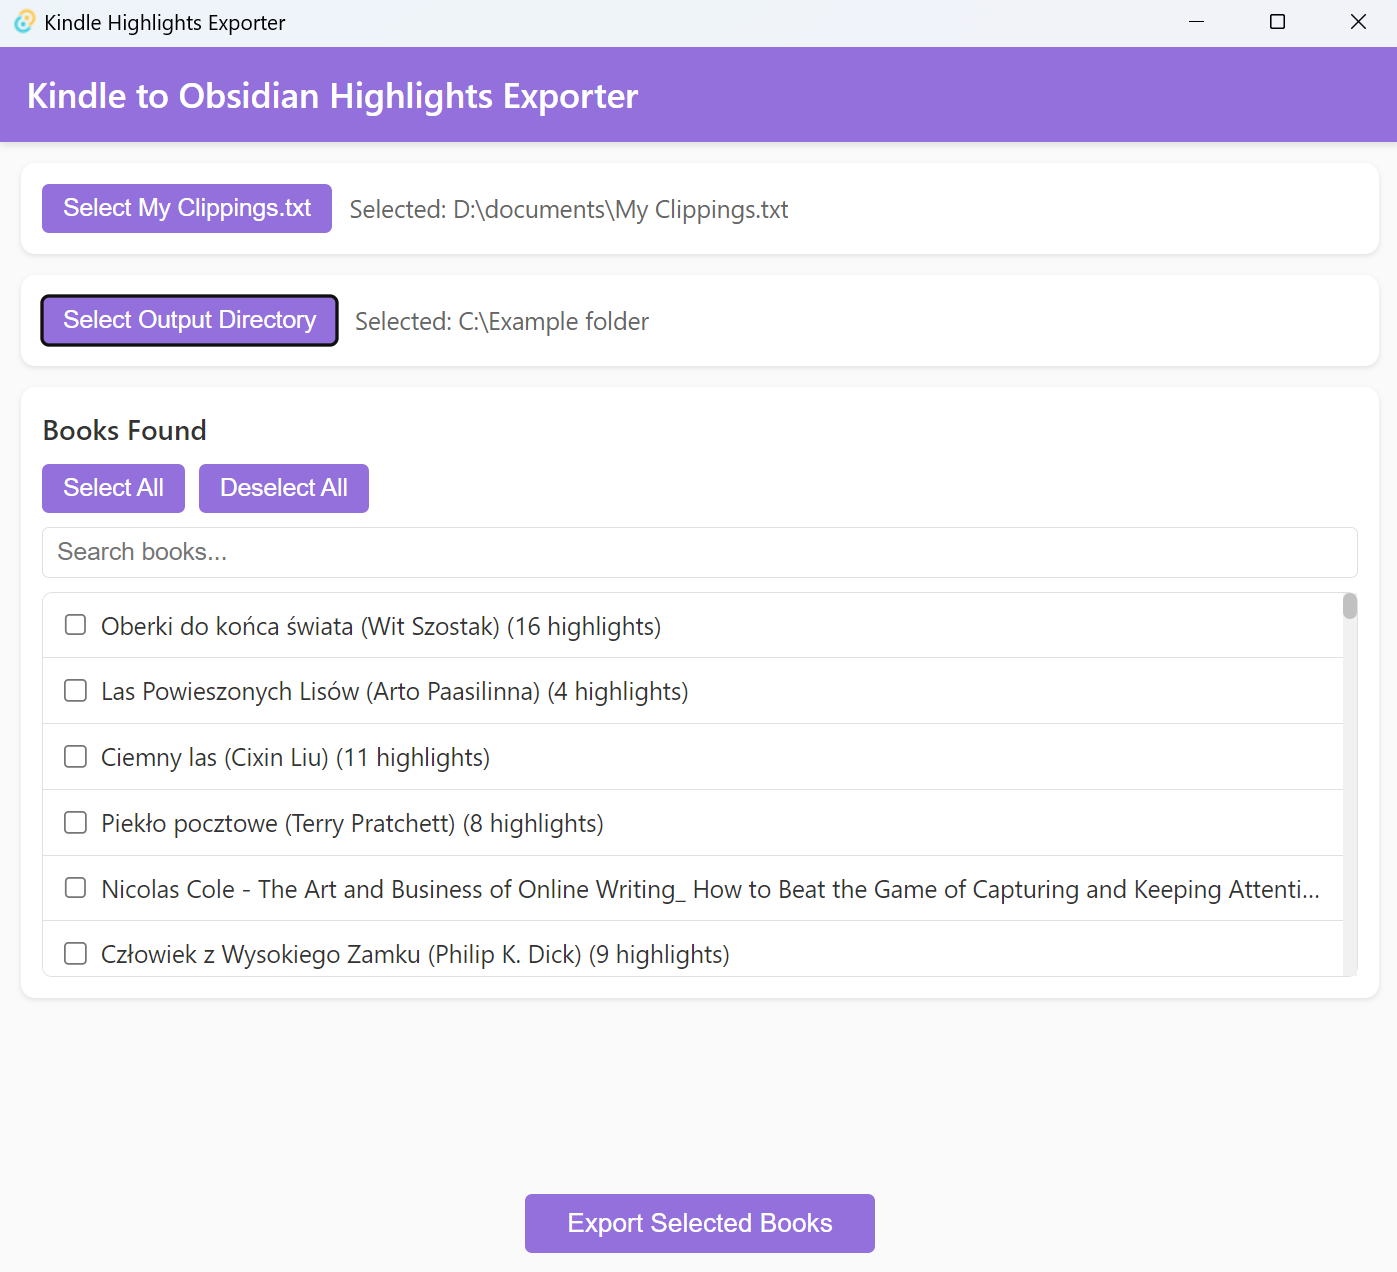 Kindle Highlights Exporter
Kindle to Obsidian Highlights Exporter
Select My Clippings.txt
Selected: D:\documents\My Clippings.txt
Select Output Directory
Selected: C:\Example folder
Books Found
Select All
Deselect All
Search books...
Oberki do końca świata (Wit Szostak) (16 highlights)
Las Powieszonych Lisów (Arto Paasilinna) (4 highlights)
Ciemny las (Cixin Liu) (11 highlights)
Piekło pocztowe (Terry Pratchett) (8 highlights)
Nicolas Cole - The Art and Business of Online Writing_ How to Beat the Game of Capturing and Keeping Attenti...
Człowiek z Wysokiego Zamku (Philip K. Dick) (9 highlights)
Export Selected Books